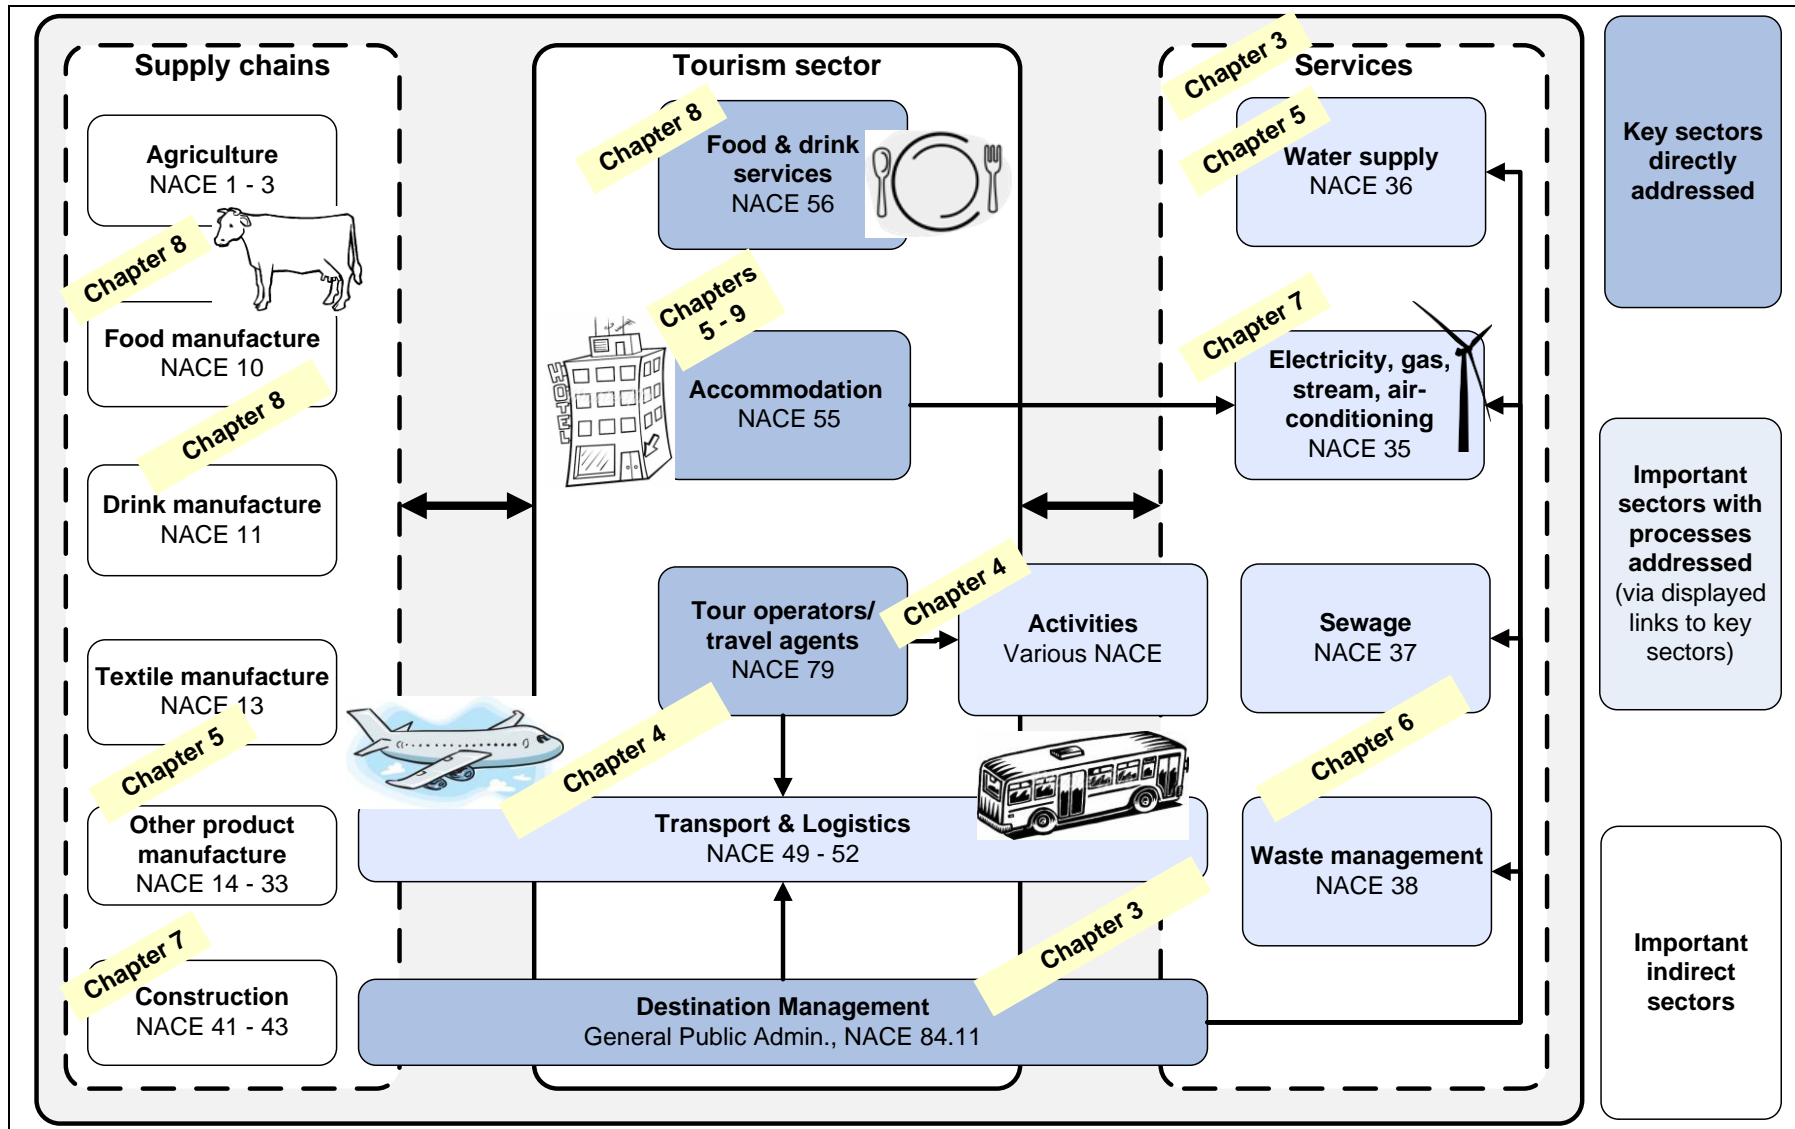 Supply chains
Agriculture
NACE 1 - 3
Chapter 8
Food manufacture
NACE 10
Chapter 8
Drink manufacture
NACE 11
Textile manufacture
NACE 13
Chapter 5
Other product
manufacture
NACE 14 - 33
Chapter 7
Construction
NACE 41 - 43
Tourism sector
Chapter 8
Food & drink
services
NACE 56
Chapters
5 - 9
HOTEL
Accommodation
NACE 55
Tour operators/
travel agents
NACE 79
Chapter 4
Activities
Various NACE
Chapter 4
Transport & Logistics
NACE 49 - 52
Chapter 3
Destination Management
General Public Admin., NACE 84.11
Chapter 3
Services
Chapter 5
Water supply
NACE 36
Chapter 7
Electricity, gas,
stream, air-
conditioning
NACE 35
Sewage
NACE 37
Chapter 6
Waste management
NACE 38
Key sectors
directly
addressed
Important
sectors with
processes
addressed
(via displayed
links to key
sectors)
Important
indirect
sectors